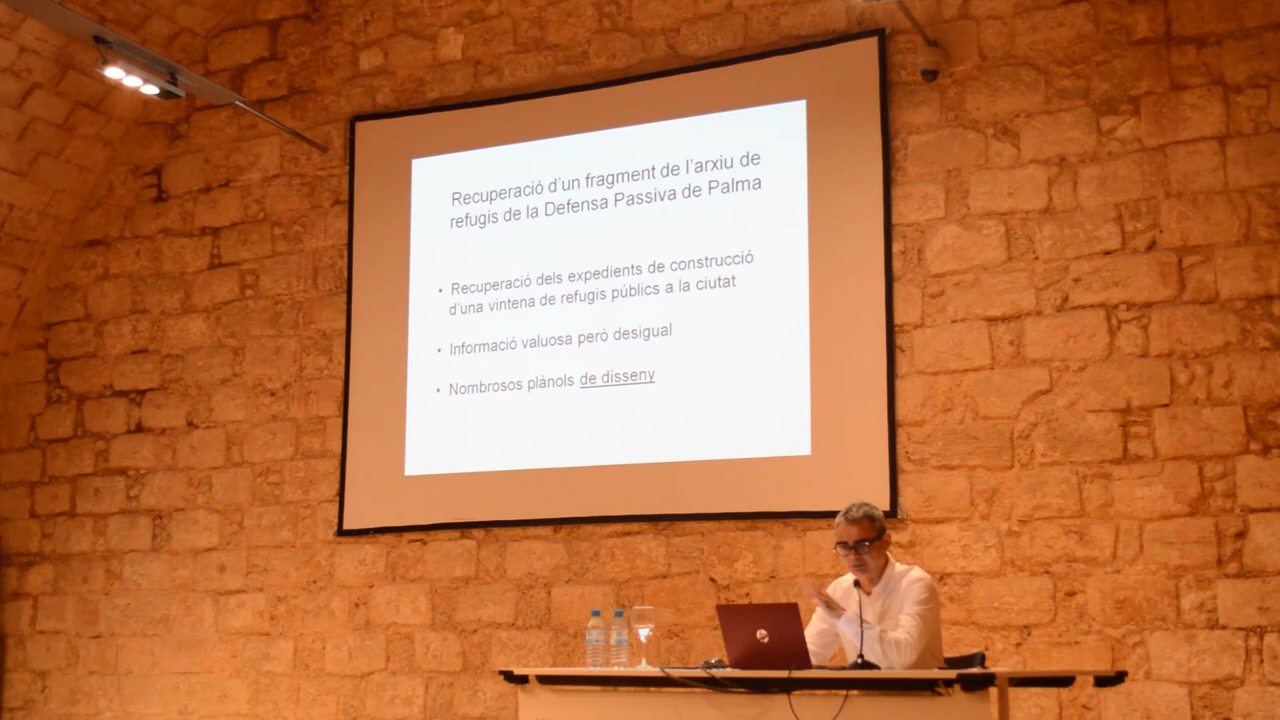 Recuperació d'un fragment de l'arxiu de
refugis de la Defensa Passiva de Palma
• Recuperació dels expedients de construcció
d'una vintena de refugis públics a la ciutat
• Informació valuosa però desigual
• Nombrosos plànols de disseny